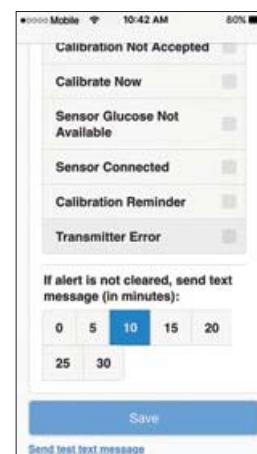 Mobile 10:42 AM 80%
Calibration Not Accepted
Calibrate Now
Sensor Glucose Not
Available
Sensor Connected
Calibration Reminder
Transmitter Error
If alert is not cleared, send text
message (in minutes):
0 5 10 15 20
25 30
Save
Send test text message